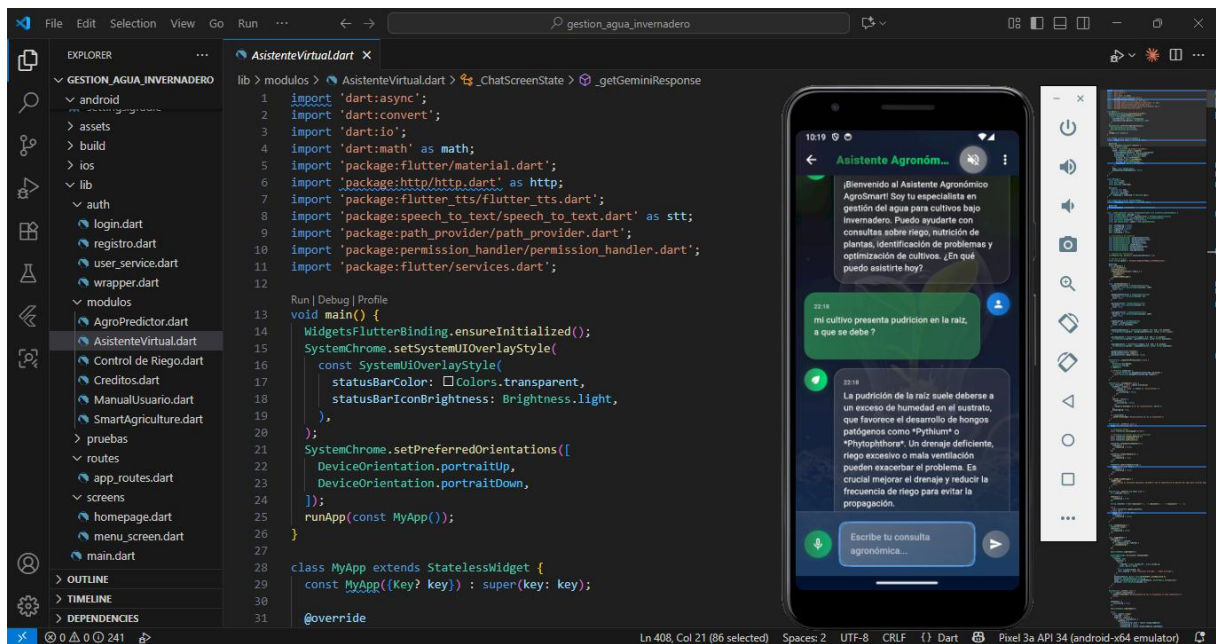 File Edit Selection View Go Run ... gestion_agua_invernadero
EXPLORER
GESTION_AGUA_INVERNADERO
android
assets
build
ios
lib
auth
login.dart
registro.dart
user_service.dart
wrapper.dart
modulos
AgroPredictor.dart
AsistenteVirtual.dart
Control de Riego.dart
Creditos.dart
ManualUsuario.dart
SmartAgriculture.dart
pruebas
routes
app_routes.dart
screens
homepage.dart
menu_screen.dart
main.dart
OUTLINE
TIMELINE
DEPENDENCIES
AsistenteVirtual.dart
lib > modulos > AsistenteVirtual.dart > _ChatScreenState > _getGeminiResponse
1 import 'dart:async';
2 import 'dart:convert';
3 import 'dart:io';
4 import 'dart:math' as math;
5 import 'package:flutter/material.dart';
6 import 'package:http/http.dart' as http;
7 import 'package:flutter_tts/flutter_tts.dart';
8 import 'package:speech_to_text/speech_to_text.dart' as stt;
9 import 'package:path_provider/path_provider.dart';
10 import 'package:permission_handler/permission_handler.dart';
11 import 'package:flutter/services.dart';
12
Run | Debug | Profile
13 void main() {
14 WidgetsFlutterBinding.ensureInitialized();
15 SystemChrome.setSystemUIOverlayStyle(
16 const SystemUiOverlayStyle(
17 statusBarColor: Colors.transparent,
18 statusBarIconBrightness: Brightness.light,
19 ),
20 );
21 SystemChrome.setPreferredOrientations([
22 DeviceOrientation.portraitUp,
23 DeviceOrientation.portraitDown,
24 ]);
25 runApp(const MyApp());
26 }
27
28 class MyApp extends StatelessWidget {
29 const MyApp({Key? key}) : super(key: key);
30
31 @override
10:19
Asistente Agronóm...
¡Bienvenido al Asistente Agronómico
AgroSmart! Soy tu especialista en
gestión del agua para cultivos bajo
invernadero. Puedo ayudarte con
consultas sobre riego, nutrición de
plantas, identificación de problemas y
optimización de cultivos. ¿En qué
puedo asistirte hoy?
22:18
mi cultivo presenta pudricion en la raiz,
a que se debe ?
22:18
La pudrición de la raíz suele deberse a
un exceso de humedad en el sustrato,
que favorece el desarrollo de hongos
patógenos como *Pythium* o
*Phytophthora*. Un drenaje deficiente,
riego excesivo o mala ventilación
pueden exacerbar el problema. Es
crucial mejorar el drenaje y reducir la
frecuencia de riego para evitar la
propagación.
Escribe tu consulta
agronómica...
0 0 241 Ln 408, Col 21 (86 selected) Spaces: 2 UTF-8 CRLF {} Dart Pixel 3a API 34 (android-x64 emulator)